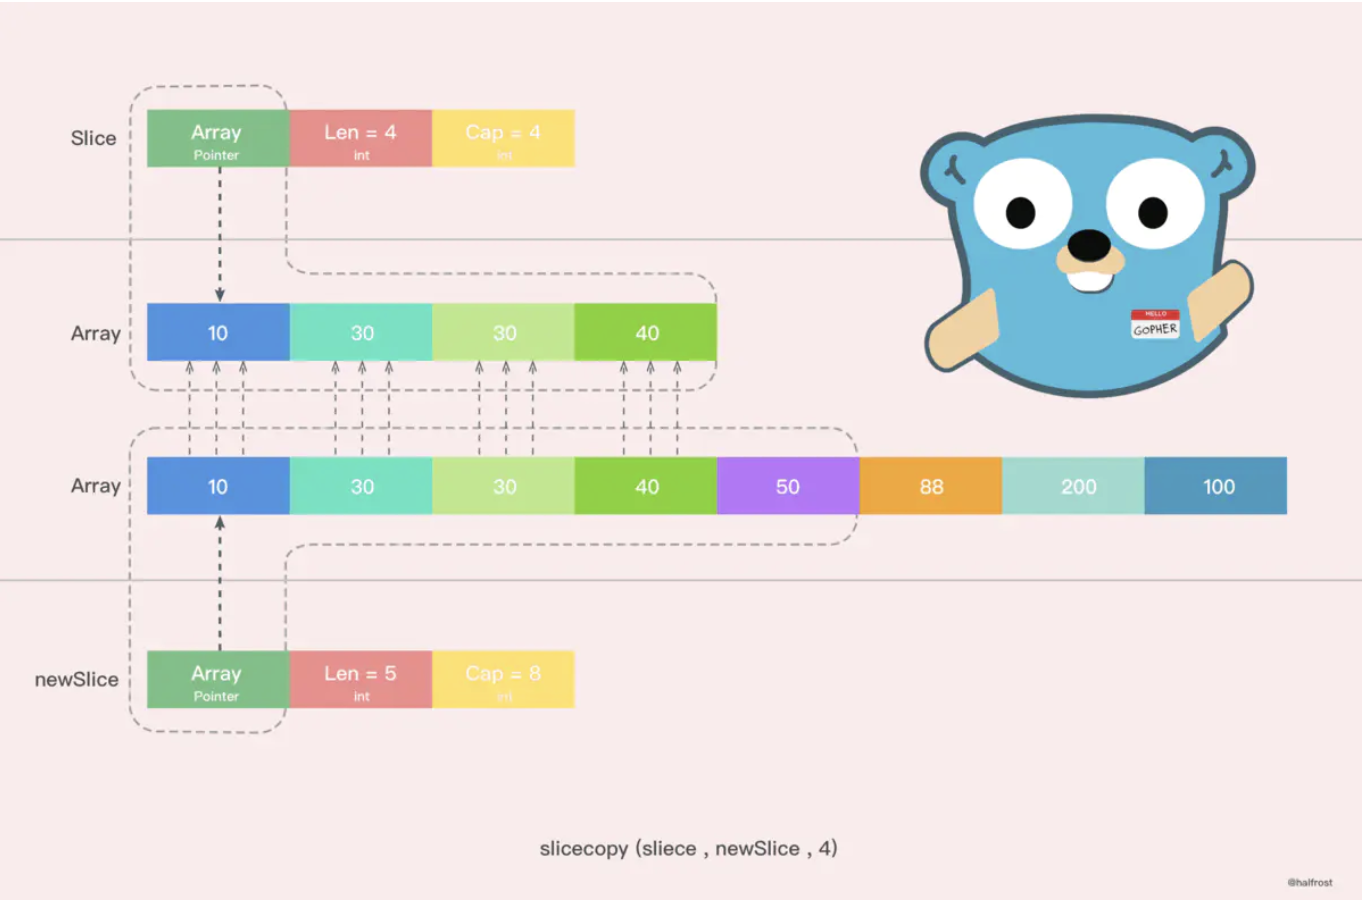 Slice
Array
Pointer
Len = 4
int
Cap = 4
int
Array
10
30
30
40
HELLO
GOPHER
Array
10
30
30
40
50
88
200
100
newSlice
Array
Pointer
Len = 5
int
Cap = 8
int
slicecopy (sliece , newSlice , 4)
@halfrost